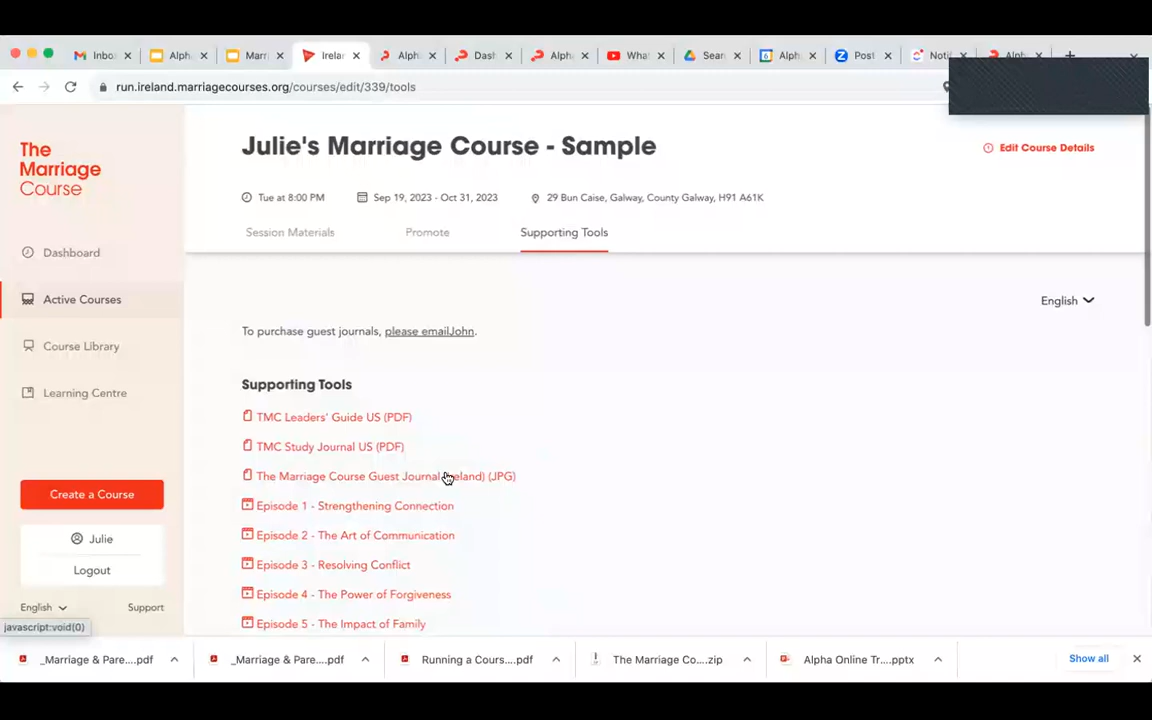 Inbo
Alph
Marr
Irelar
Alph
Dash
Alph
What
Sear
Alph
Post
Notif
Alph
run.ireland.marriagecourses.org/courses/edit/339/tools
The
Marriage
Course
Julie's Marriage Course - Sample
Edit Course Details
Tue at 8:00 PM
Sep 19, 2023 - Oct 31, 2023
29 Bun Caise, Galway, County Galway, H91 A61K
Session Materials
Promote
Supporting Tools
Dashboard
Active Courses
Course Library
Learning Centre
English
To purchase guest journals, please emailJohn.
Supporting Tools
TMC Leaders' Guide US (PDF)
TMC Study Journal US (PDF)
The Marriage Course Guest Journal eland) (JPG)
Episode 1 - Strengthening Connection
Episode 2 - The Art of Communication
Episode 3 - Resolving Conflict
Episode 4 - The Power of Forgiveness
Episode 5 - The Impact of Family
Create a Course
Julie
Logout
English
Support
javascript:void(0)
_Marriage & Pare....pdf
_Marriage & Pare....pdf
Running a Cours....pdf
The Marriage Co....zip
Alpha Online Tr....pptx
Show all